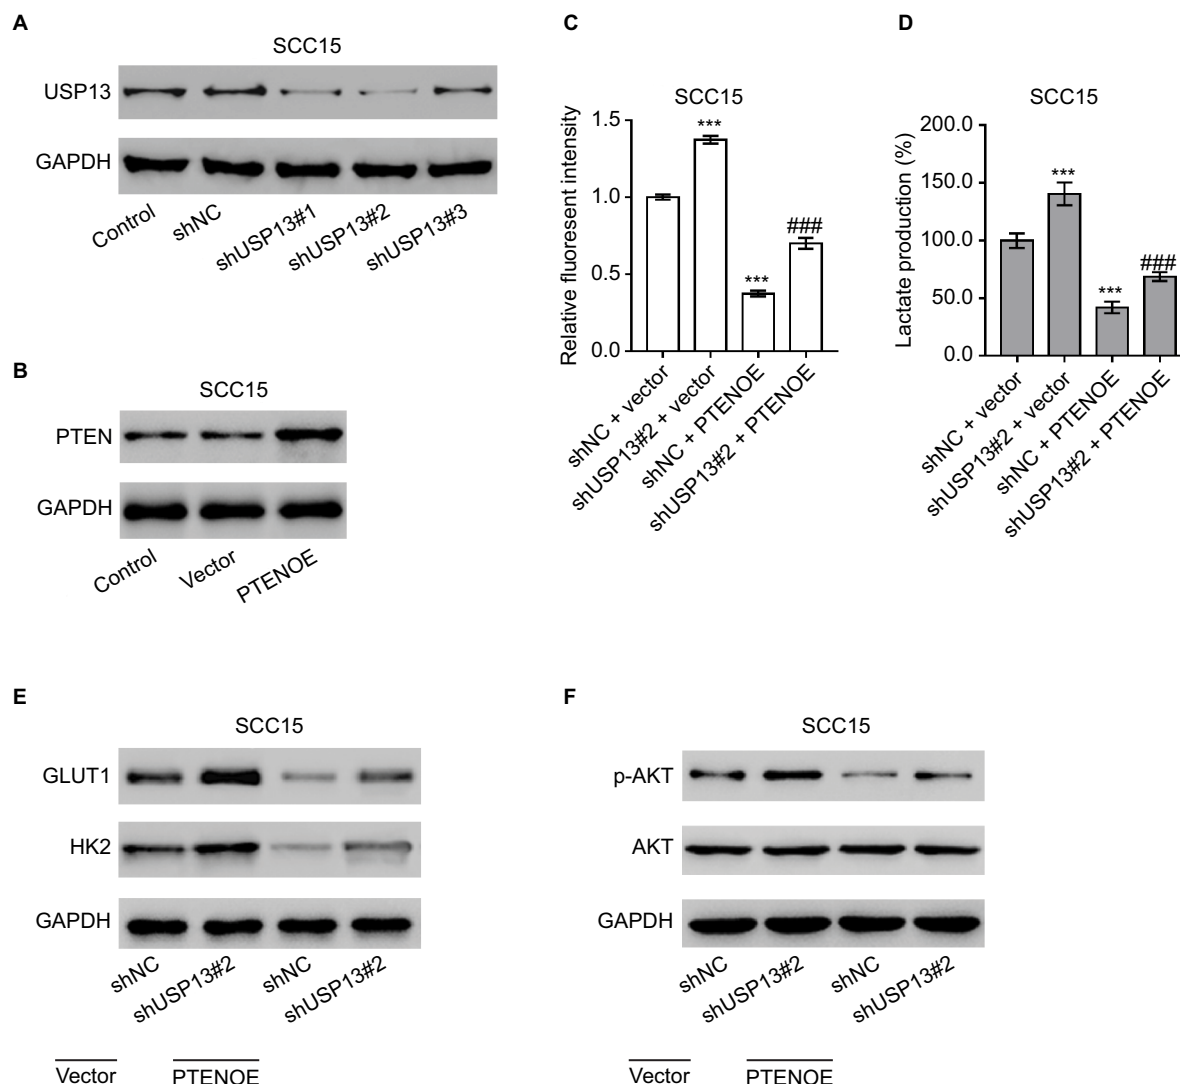 A
SCC15
USP13
GAPDH
Control
shNC
shUSP13#1
shUSP13#2
shUSP13#3
B
SCC15
PTEN
GAPDH
Control
Vector
PTENOE
C
SCC15
Relative fluoresent intensity
1.5
1.0
0.5
0.0
***
***
###
shNC + vector
shUSP13#2 + vector
shNC + PTENOE
shUSP13#2 + PTENOE
D
SCC15
Lactate production (%)
200.0
150.0
100.0
50.0
0.0
***
***
###
shNC + vector
shUSP13#2 + vector
shNC + PTENOE
shUSP13#2 + PTENOE
E
SCC15
GLUT1
HK2
GAPDH
shNC
shUSP13#2
shNC
shUSP13#2
Vector
PTENOE
F
SCC15
p-AKT
AKT
GAPDH
shNC
shUSP13#2
shNC
shUSP13#2
Vector
PTENOE